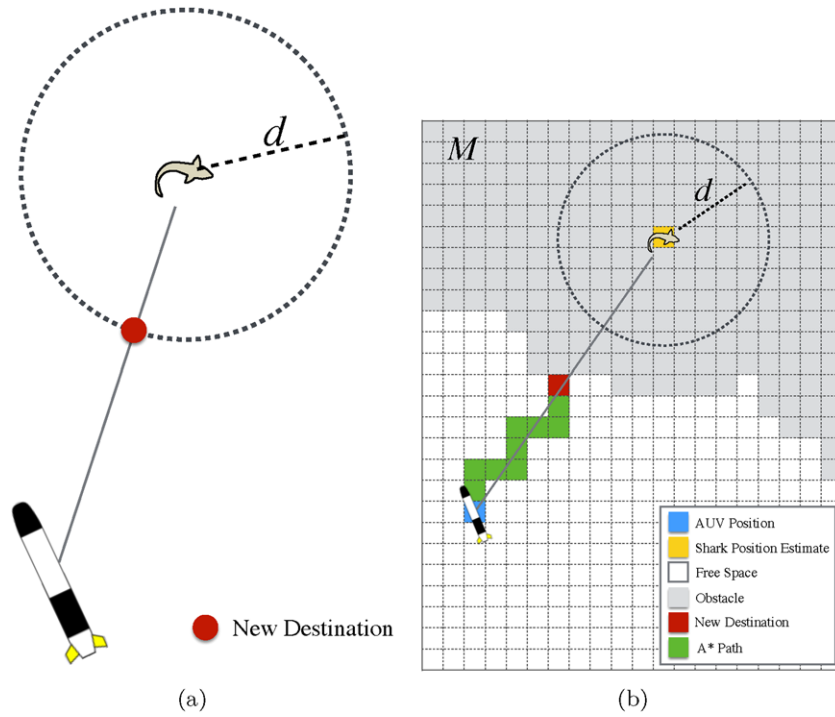 d
New Destination
(a)
M
d
AUV Position
Shark Position Estimate
Free Space
Obstacle
New Destination
A* Path
(b)